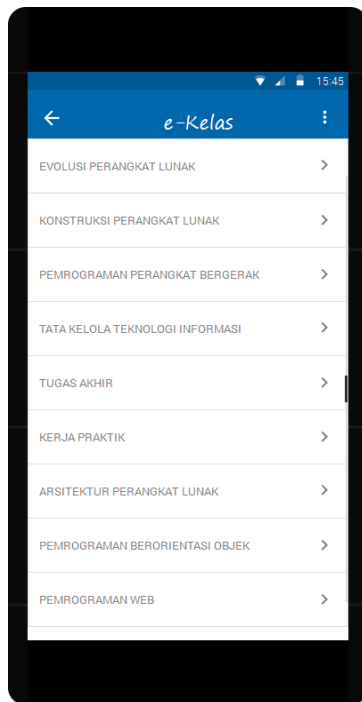 15:45
e-Kelas
EVOLUSI PERANGKAT LUNAK
KONSTRUKSI PERANGKAT LUNAK
PEMROGRAMAN PERANGKAT BERGERAK
TATA KELOLA TEKNOLOGI INFORMASI
TUGAS AKHIR
KERJA PRAKTIK
ARSITEKTUR PERANGKAT LUNAK
PEMROGRAMAN BERORIENTASI OBJEK
PEMROGRAMAN WEB